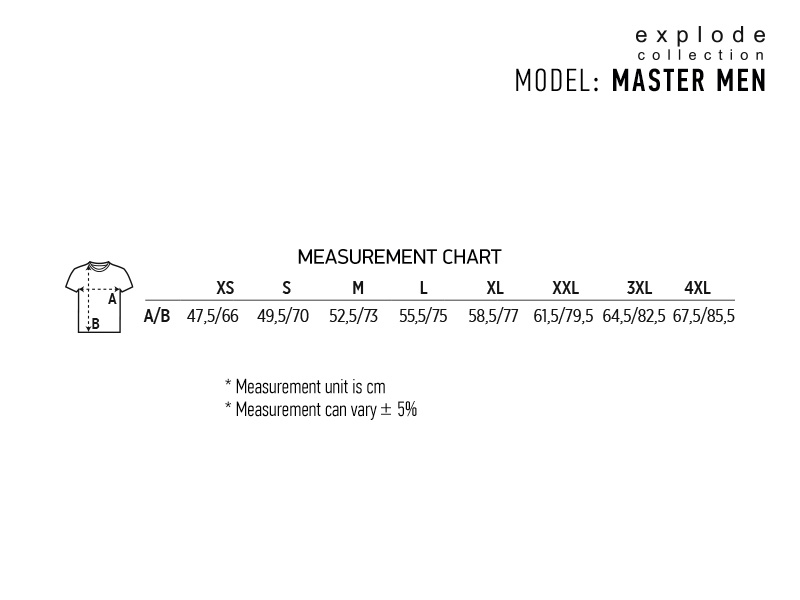 explode
collection
MODEL: MASTER MEN
MEASUREMENT CHART
XS S M L XL XXL 3XL 4XL
A
A/B 47,5/66 49,5/70 52,5/73 55,5/75 58,5/77 61,5/79,5 64,5/82,5 67,5/85,5
B
* Measurement unit is cm
* Measurement can vary ± 5%